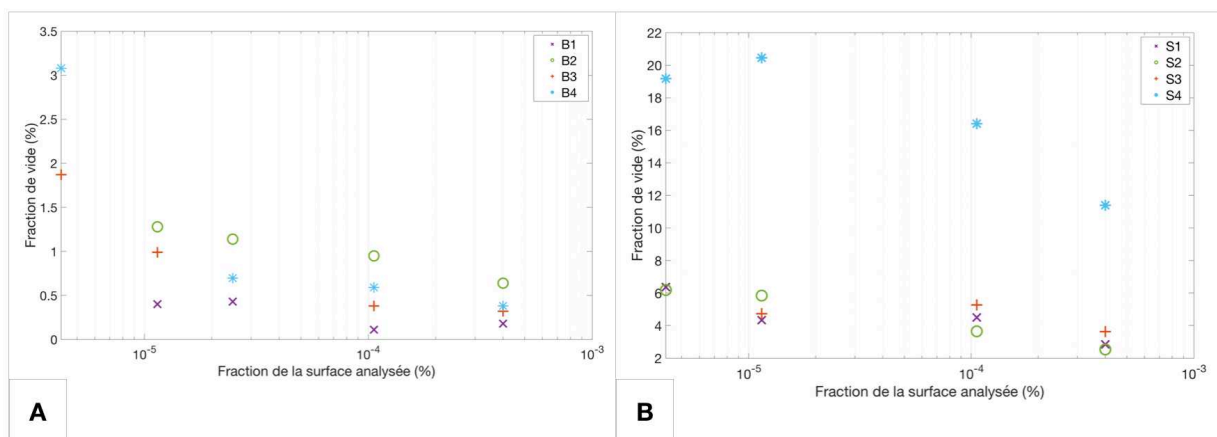 3.5
3
2.5
2
1.5
1
0.5
0
Fraction de vide (%)
10-5
10-4
10-3
Fraction de la surface analysée (%)
B1
B2
B3
B4
A
22
20
18
16
14
12
10
8
6
4
2
Fraction de vide (%)
10-5
10-4
10-3
Fraction de la surface analysée (%)
S1
S2
S3
S4
B